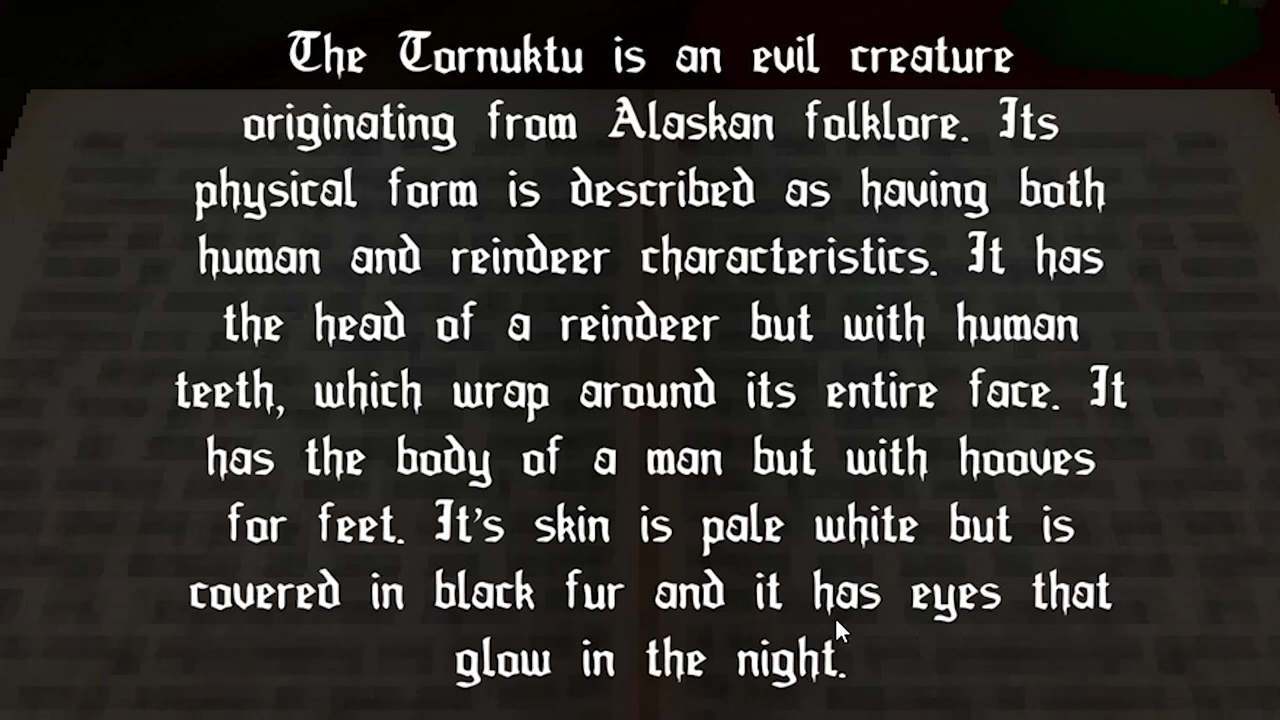 The Tornuktu is an evil creature
originating from Alaskan folklore. Its
physical form is described as having both
human and reindeer characteristics. It has
the head of a reindeer but with human
teeth, which wrap around its entire face. It
has the body of a man but with hooves
for feet. It's skin is pale white but is
covered in black fur and it has eyes that
glow in the night.